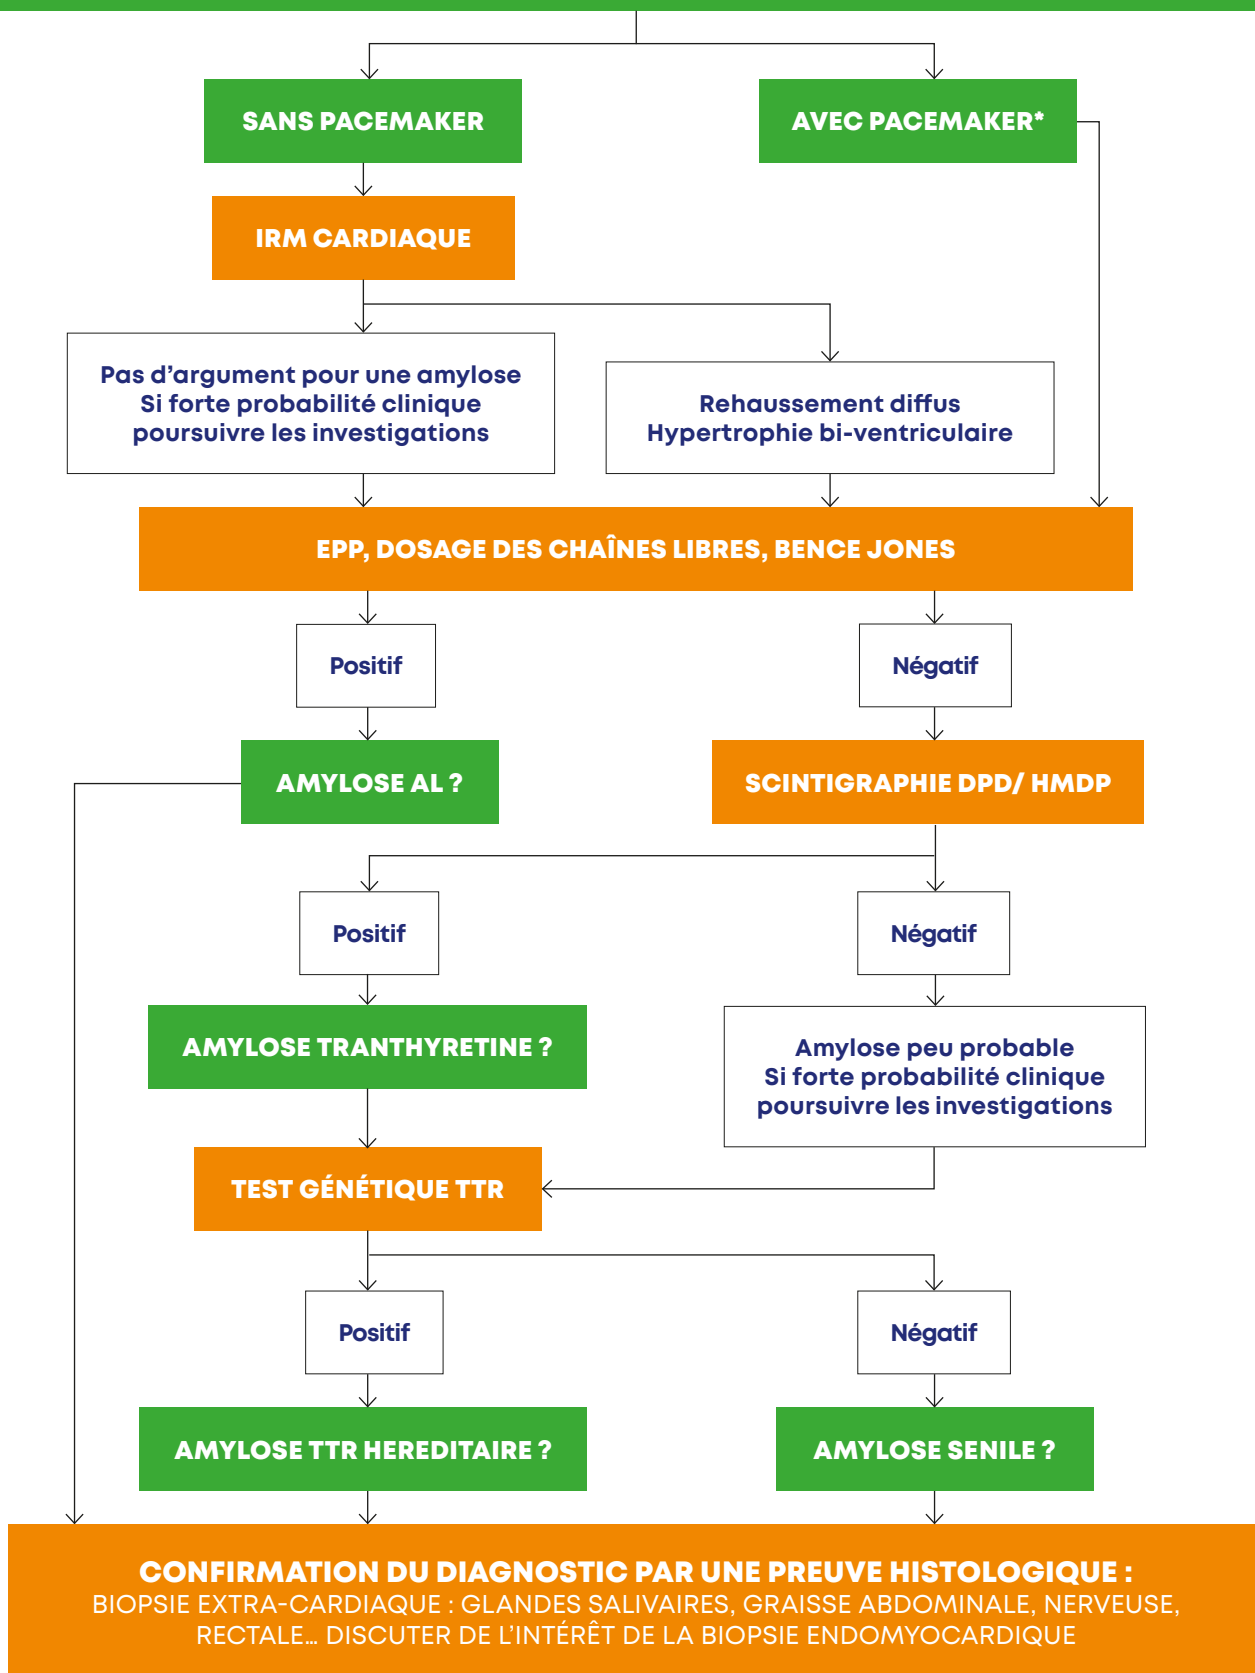 SANS PACEMAKER
AVEC PACEMAKER*
IRM CARDIAQUE
Pas d’argument pour une amylose
Si forte probabilité clinique
poursuivre les investigations
Rehaussement diffus
Hypertrophie bi-ventriculaire
EPP, DOSAGE DES CHAÎNES LIBRES, BENCE JONES
Positif
Négatif
AMYLOSE AL ?
SCINTIGRAPHIE DPD/ HMDP
Positif
Négatif
AMYLOSE TRANTHYRETINE ?
Amylose peu probable
Si forte probabilité clinique
poursuivre les investigations
TEST GÉNÉTIQUE TTR
Positif
Négatif
AMYLOSE TTR HEREDITAIRE ?
AMYLOSE SENILE ?
CONFIRMATION DU DIAGNOSTIC PAR UNE PREUVE HISTOLOGIQUE :
BIOPSIE EXTRA-CARDIAQUE : GLANDES SALIVAIRES, GRAISSE ABDOMINALE, NERVEUSE,
RECTALE… DISCUTER DE L’INTÉRÊT DE LA BIOPSIE ENDOMYOCARDIQUE